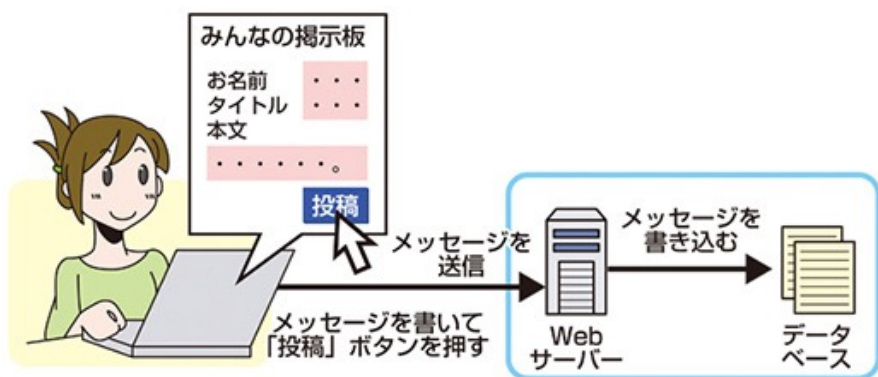 みんなの掲示板
お名前
・・・
タイトル
・・・
本文
・・・・・・。
投稿
メッセージを
送信
メッセージを書いて
「投稿」ボタンを押す
Web
サーバー
メッセージを
書き込む
データ
ベース